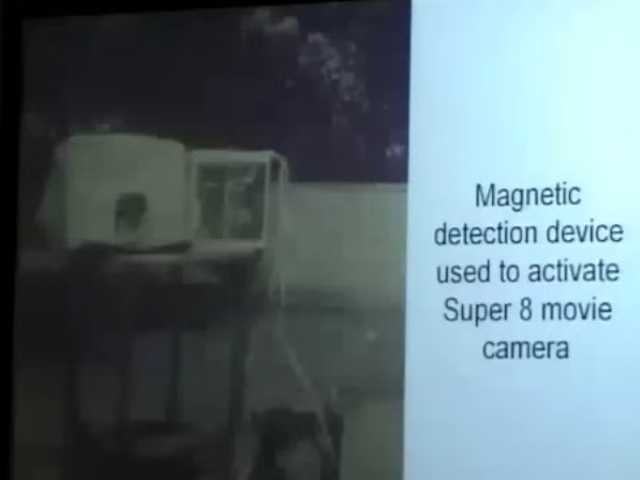 Magnetic
detection device
used to activate
Super 8 movie
camera